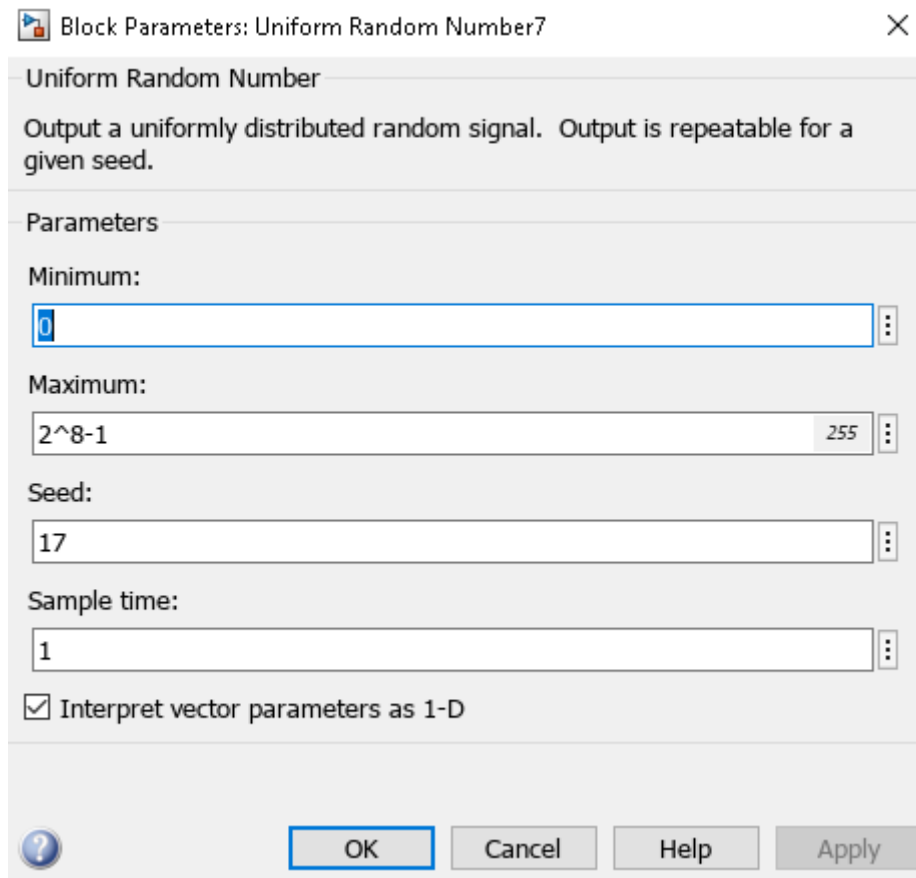 Block Parameters: Uniform Random Number7
Uniform Random Number
Output a uniformly distributed random signal.  Output is repeatable for a
given seed.
Parameters
Minimum:
0
Maximum:
2^8-1 255
Seed:
17
Sample time:
1
Interpret vector parameters as 1-D
? OK Cancel Help Apply